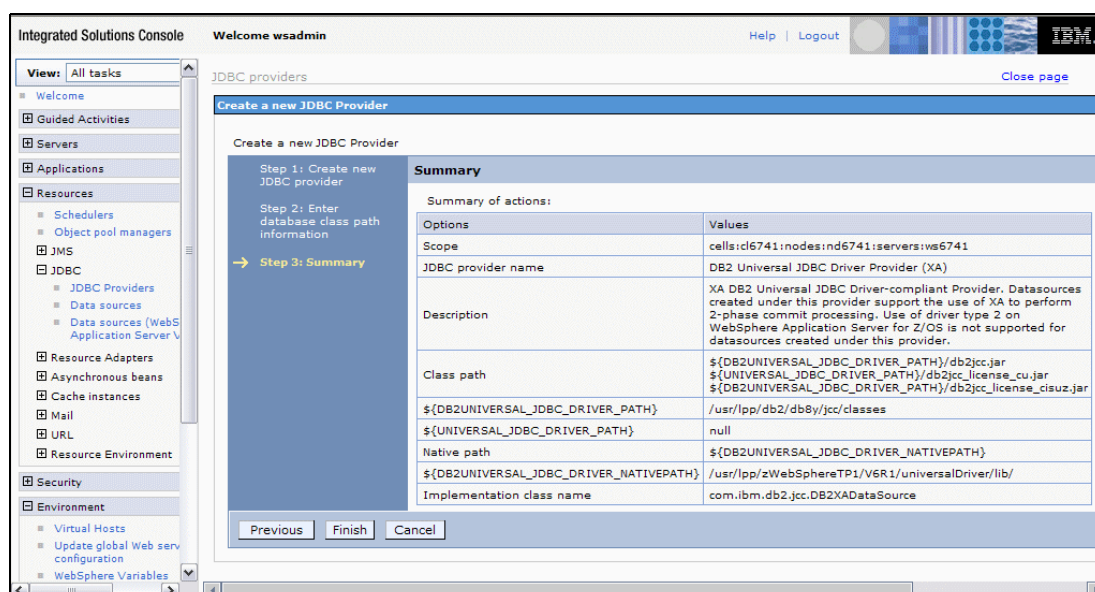 Integrated Solutions Console
Welcome wsadmin
Help | Logout
IBM.
View: All tasks
Welcome
Guided Activities
Servers
Applications
Resources
Schedulers
Object pool managers
JMS
JDBC
JDBC Providers
Data sources
Data sources (WebS
Application Server V
Resource Adapters
Asynchronous beans
Cache instances
Mail
URL
Resource Environment
Security
Environment
Virtual Hosts
Update global Web serv
configuration
WebSphere Variables
JDBC providers
Close page
Create a new JDBC Provider
Create a new JDBC Provider
Step 1: Create new
JDBC provider
Step 2: Enter
database class path
information
Step 3: Summary
Summary
Summary of actions:
Options Values
Scope cells:cl6741:nodes:nd6741:servers:ws6741
JDBC provider name DB2 Universal JDBC Driver Provider (XA)
Description
XA DB2 Universal JDBC Driver-compliant Provider. Datasources
created under this provider support the use of XA to perform
2-phase commit processing. Use of driver type 2 on
WebSphere Application Server for Z/OS is not supported for
datasources created under this provider.
Class path
${DB2UNIVERSAL_JDBC_DRIVER_PATH}/db2jcc.jar
${UNIVERSAL_JDBC_DRIVER_PATH}/db2jcc_license_cu.jar
${DB2UNIVERSAL_JDBC_DRIVER_PATH}/db2jcc_license_cisuz.jar
${DB2UNIVERSAL_JDBC_DRIVER_PATH} /usr/lpp/db2/db8y/jcc/classes
${UNIVERSAL_JDBC_DRIVER_PATH} null
Native path ${DB2UNIVERSAL_JDBC_DRIVER_NATIVEPATH}
${DB2UNIVERSAL_JDBC_DRIVER_NATIVEPATH} /usr/lpp/zWebSphereTP1/V6R1/universalDriver/lib/
Implementation class name com.ibm.db2.jcc.DB2XADataSource
Previous Finish Cancel